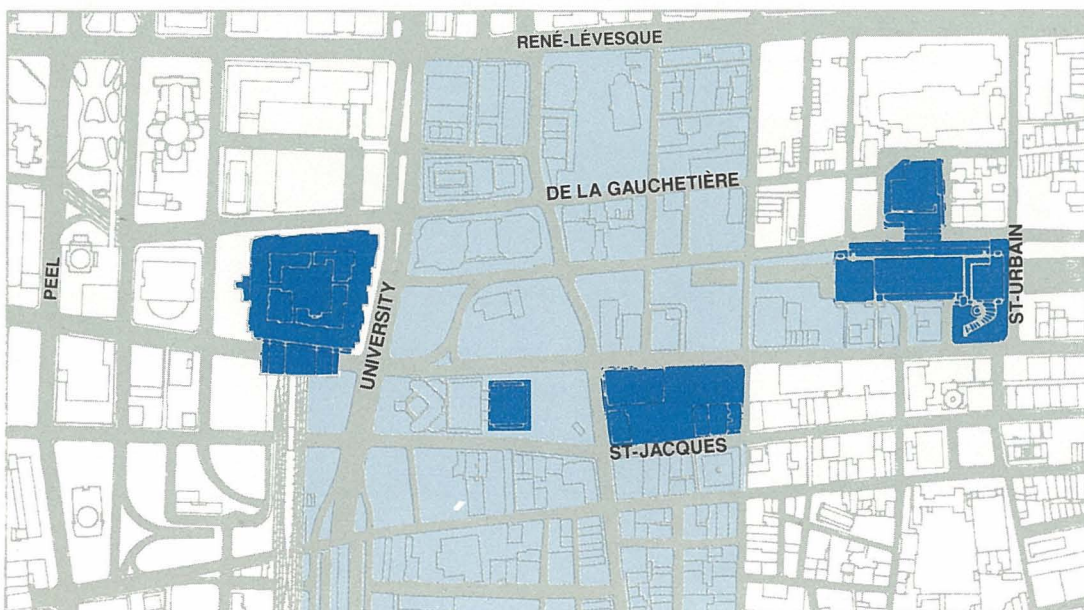 RENÉ-LÉVESQUE
DE LA GAUCHETIÈRE
ST-URBAIN
PEEL
UNIVERSITY
ST-JACQUES